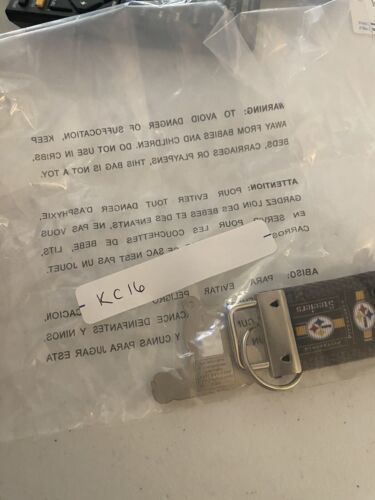 WARNING: TO AVOID DANGER OF SUFFOCATION, KEEP
AWAY FROM BABIES AND CHILDREN. DO NOT USE IN CRIBS,
BEDS, CARRIAGES OR PLAYPENS, THIS BAG IS NOT A TOY.
ATTENTION: POUR EVITER TOUT DANGER D'ASPHYXIE,
GARDEZ LOIN DES BEBES ET DES ENFANTS, NE PAS VOUS
EN SERVIR POUR LES COUCHETTES DE BEBE, LITS,
SAC NEST PAS UN JOUET.
ABISO: PARA EVITAR PELIGRO
CUNAS PARA JUGAR ESTA
KC16
Steelers